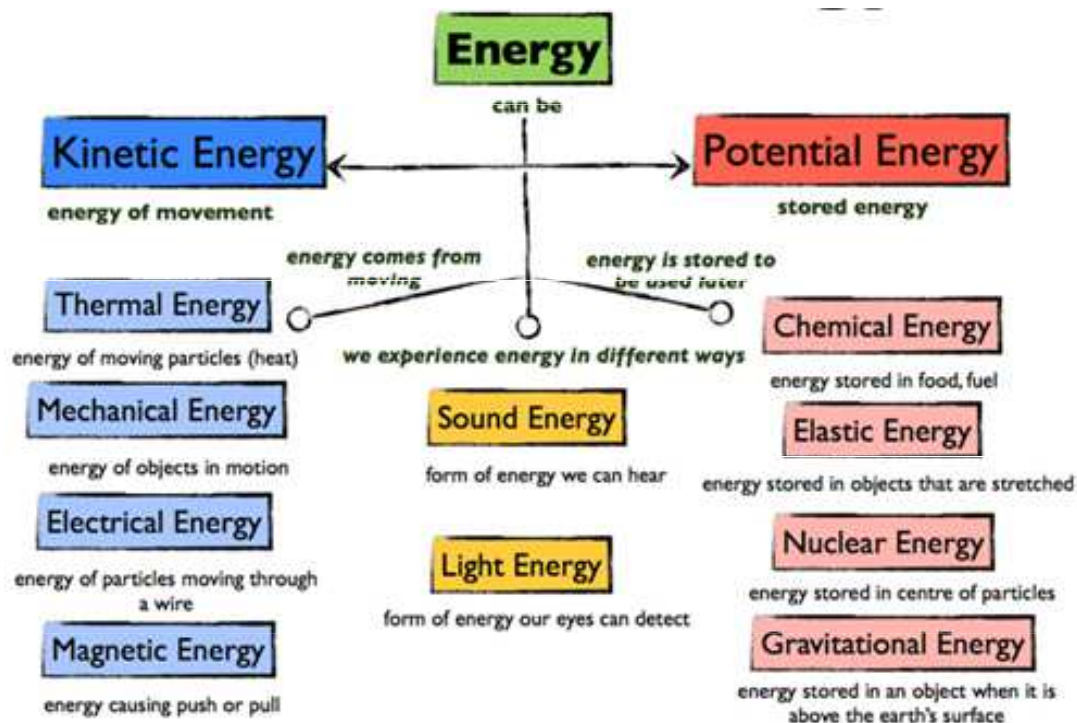 Energy
can be
Kinetic Energy
energy of movement
Potential Energy
stored energy
energy comes from
moving
energy is stored to
be used later
we experience energy in different ways
Thermal Energy
energy of moving particles (heat)
Mechanical Energy
energy of objects in motion
Electrical Energy
energy of particles moving through
a wire
Magnetic Energy
energy causing push or pull
Sound Energy
form of energy we can hear
Light Energy
form of energy our eyes can detect
Chemical Energy
energy stored in food, fuel
Elastic Energy
energy stored in objects that are stretched
Nuclear Energy
energy stored in centre of particles
Gravitational Energy
energy stored in an object when it is
above the earth's surface